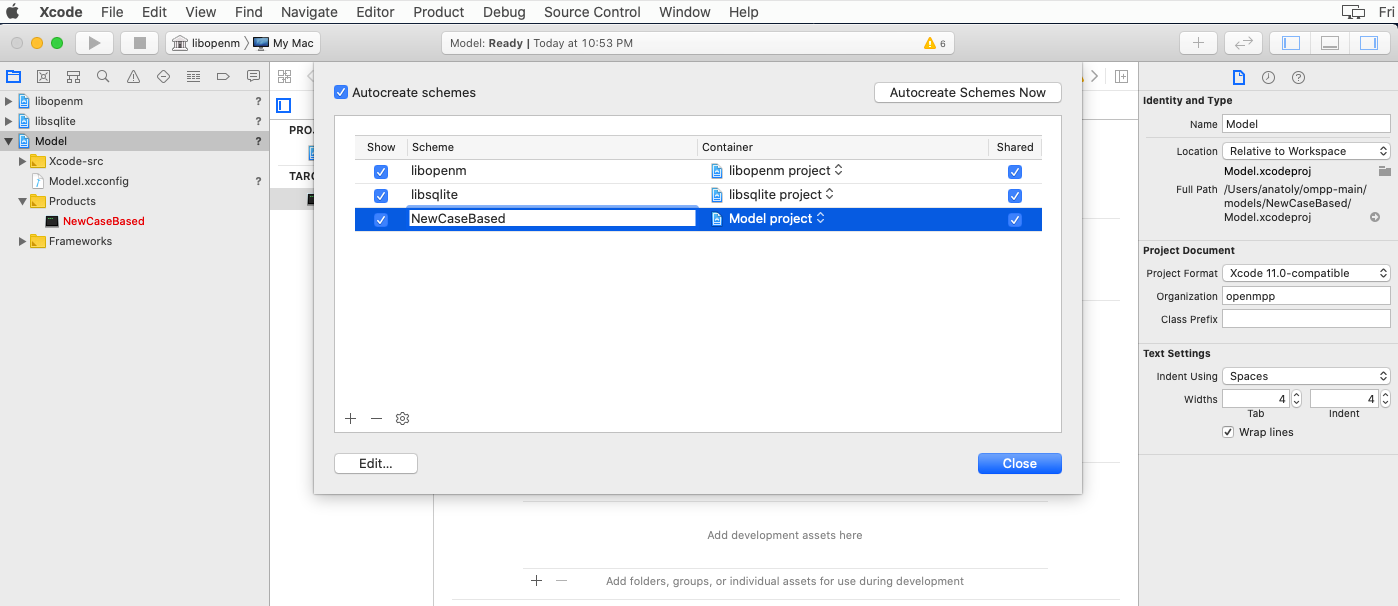 Xcode File Edit View Find Navigate Editor Product Debug Source Control Window Help Fri
libopenm My Mac
Model: Ready | Today at 10:53 PM 6
libopenm ?
libsqlite ?
Model ?
Xcode-src
Model.xcconfig ?
Products
NewCaseBased
Frameworks
PRO
TARG
Autocreate schemes
Autocreate Schemes Now
Show Scheme Container Shared
libopenm libopenm project
libsqlite libsqlite project
NewCaseBased Model project
Edit...
Close
Add development assets here
Add folders, groups, or individual assets for use during development
Identity and Type
Name Model
Location Relative to Workspace
Model.xcodeproj
Full Path /Users/anatoly/ompp-main/
models/NewCaseBased/
Model.xcodeproj
Project Document
Project Format Xcode 11.0-compatible
Organization openmpp
Class Prefix
Text Settings
Indent Using Spaces
Widths 4 4
Tab Indent
Wrap lines